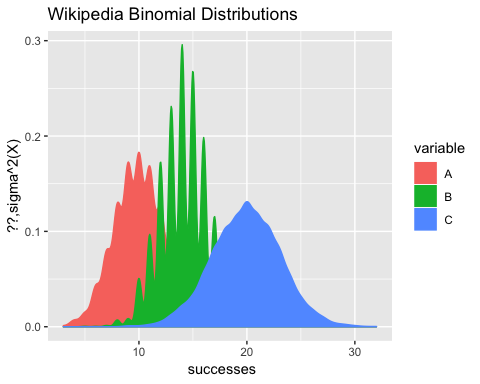 Wikipedia Binomial Distributions
0.3
0.2
0.1
0.0
??,sigma^2(X)
10 20 30
successes
variable
A
B
C